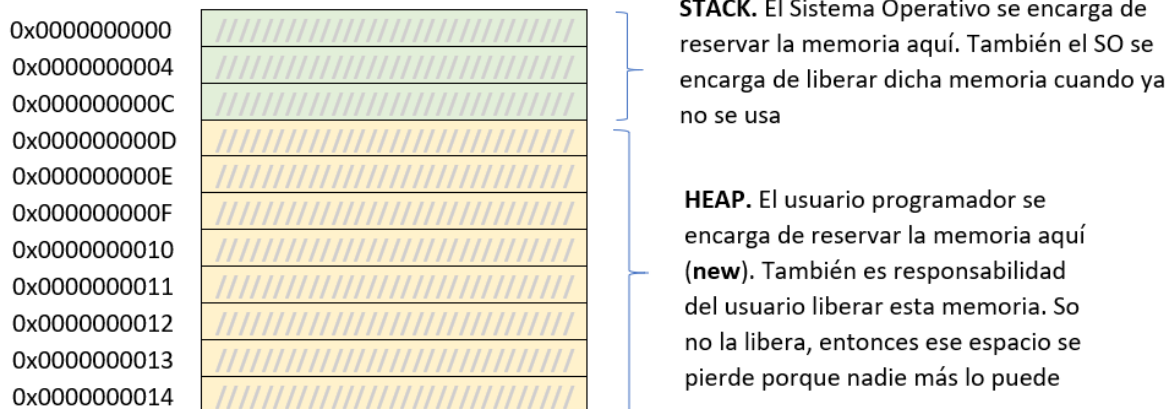 0x0000000000
0x0000000004
0x000000000C
0x000000000D
0x000000000E
0x000000000F
0x0000000010
0x0000000011
0x0000000012
0x0000000013
0x0000000014
STACK. El Sistema Operativo se encarga de
reservar la memoria aquí. También el SO se
encarga de liberar dicha memoria cuando ya
no se usa
HEAP. El usuario programador se
encarga de reservar la memoria aquí
(new). También es responsabilidad
del usuario liberar esta memoria. So
no la libera, entonces ese espacio se
pierde porque nadie más lo puede